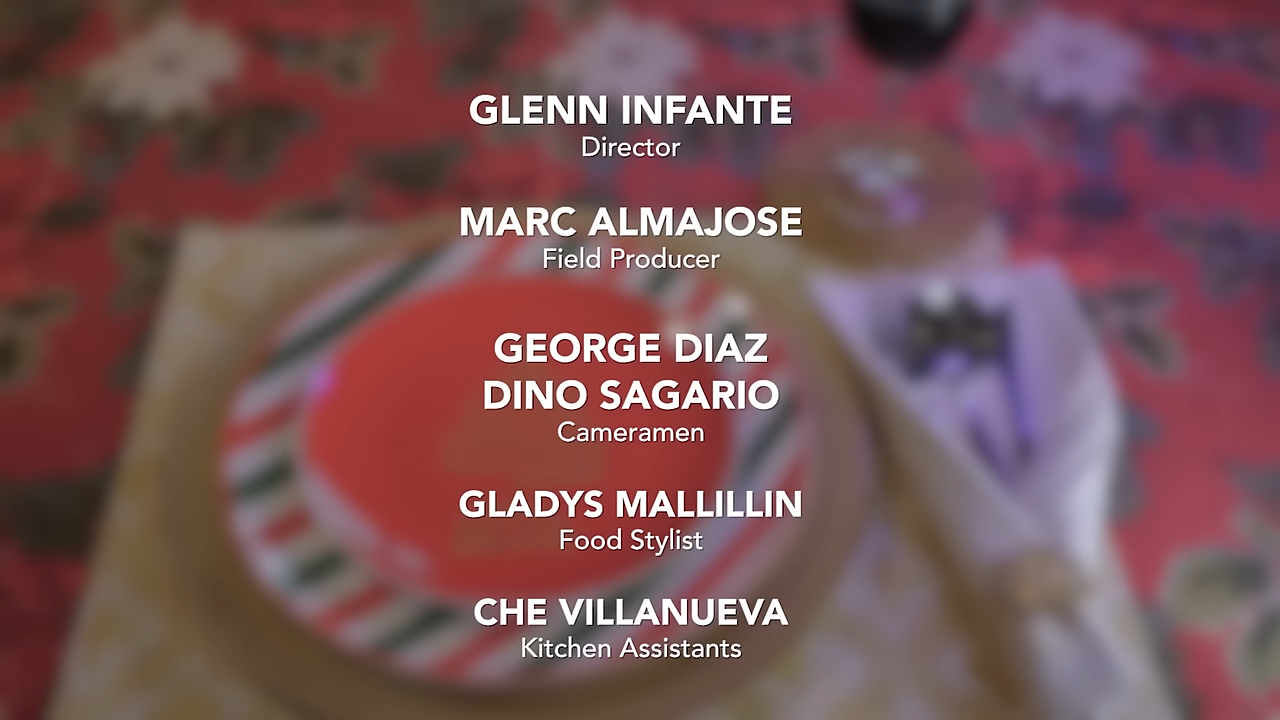 GLENN INFANTE
Director
MARC ALMAJOSE
Field Producer
GEORGE DIAZ
DINO SAGARIO
Cameramen
GLADYS MALLILLIN
Food Stylist
CHE VILLANUEVA
Kitchen Assistants